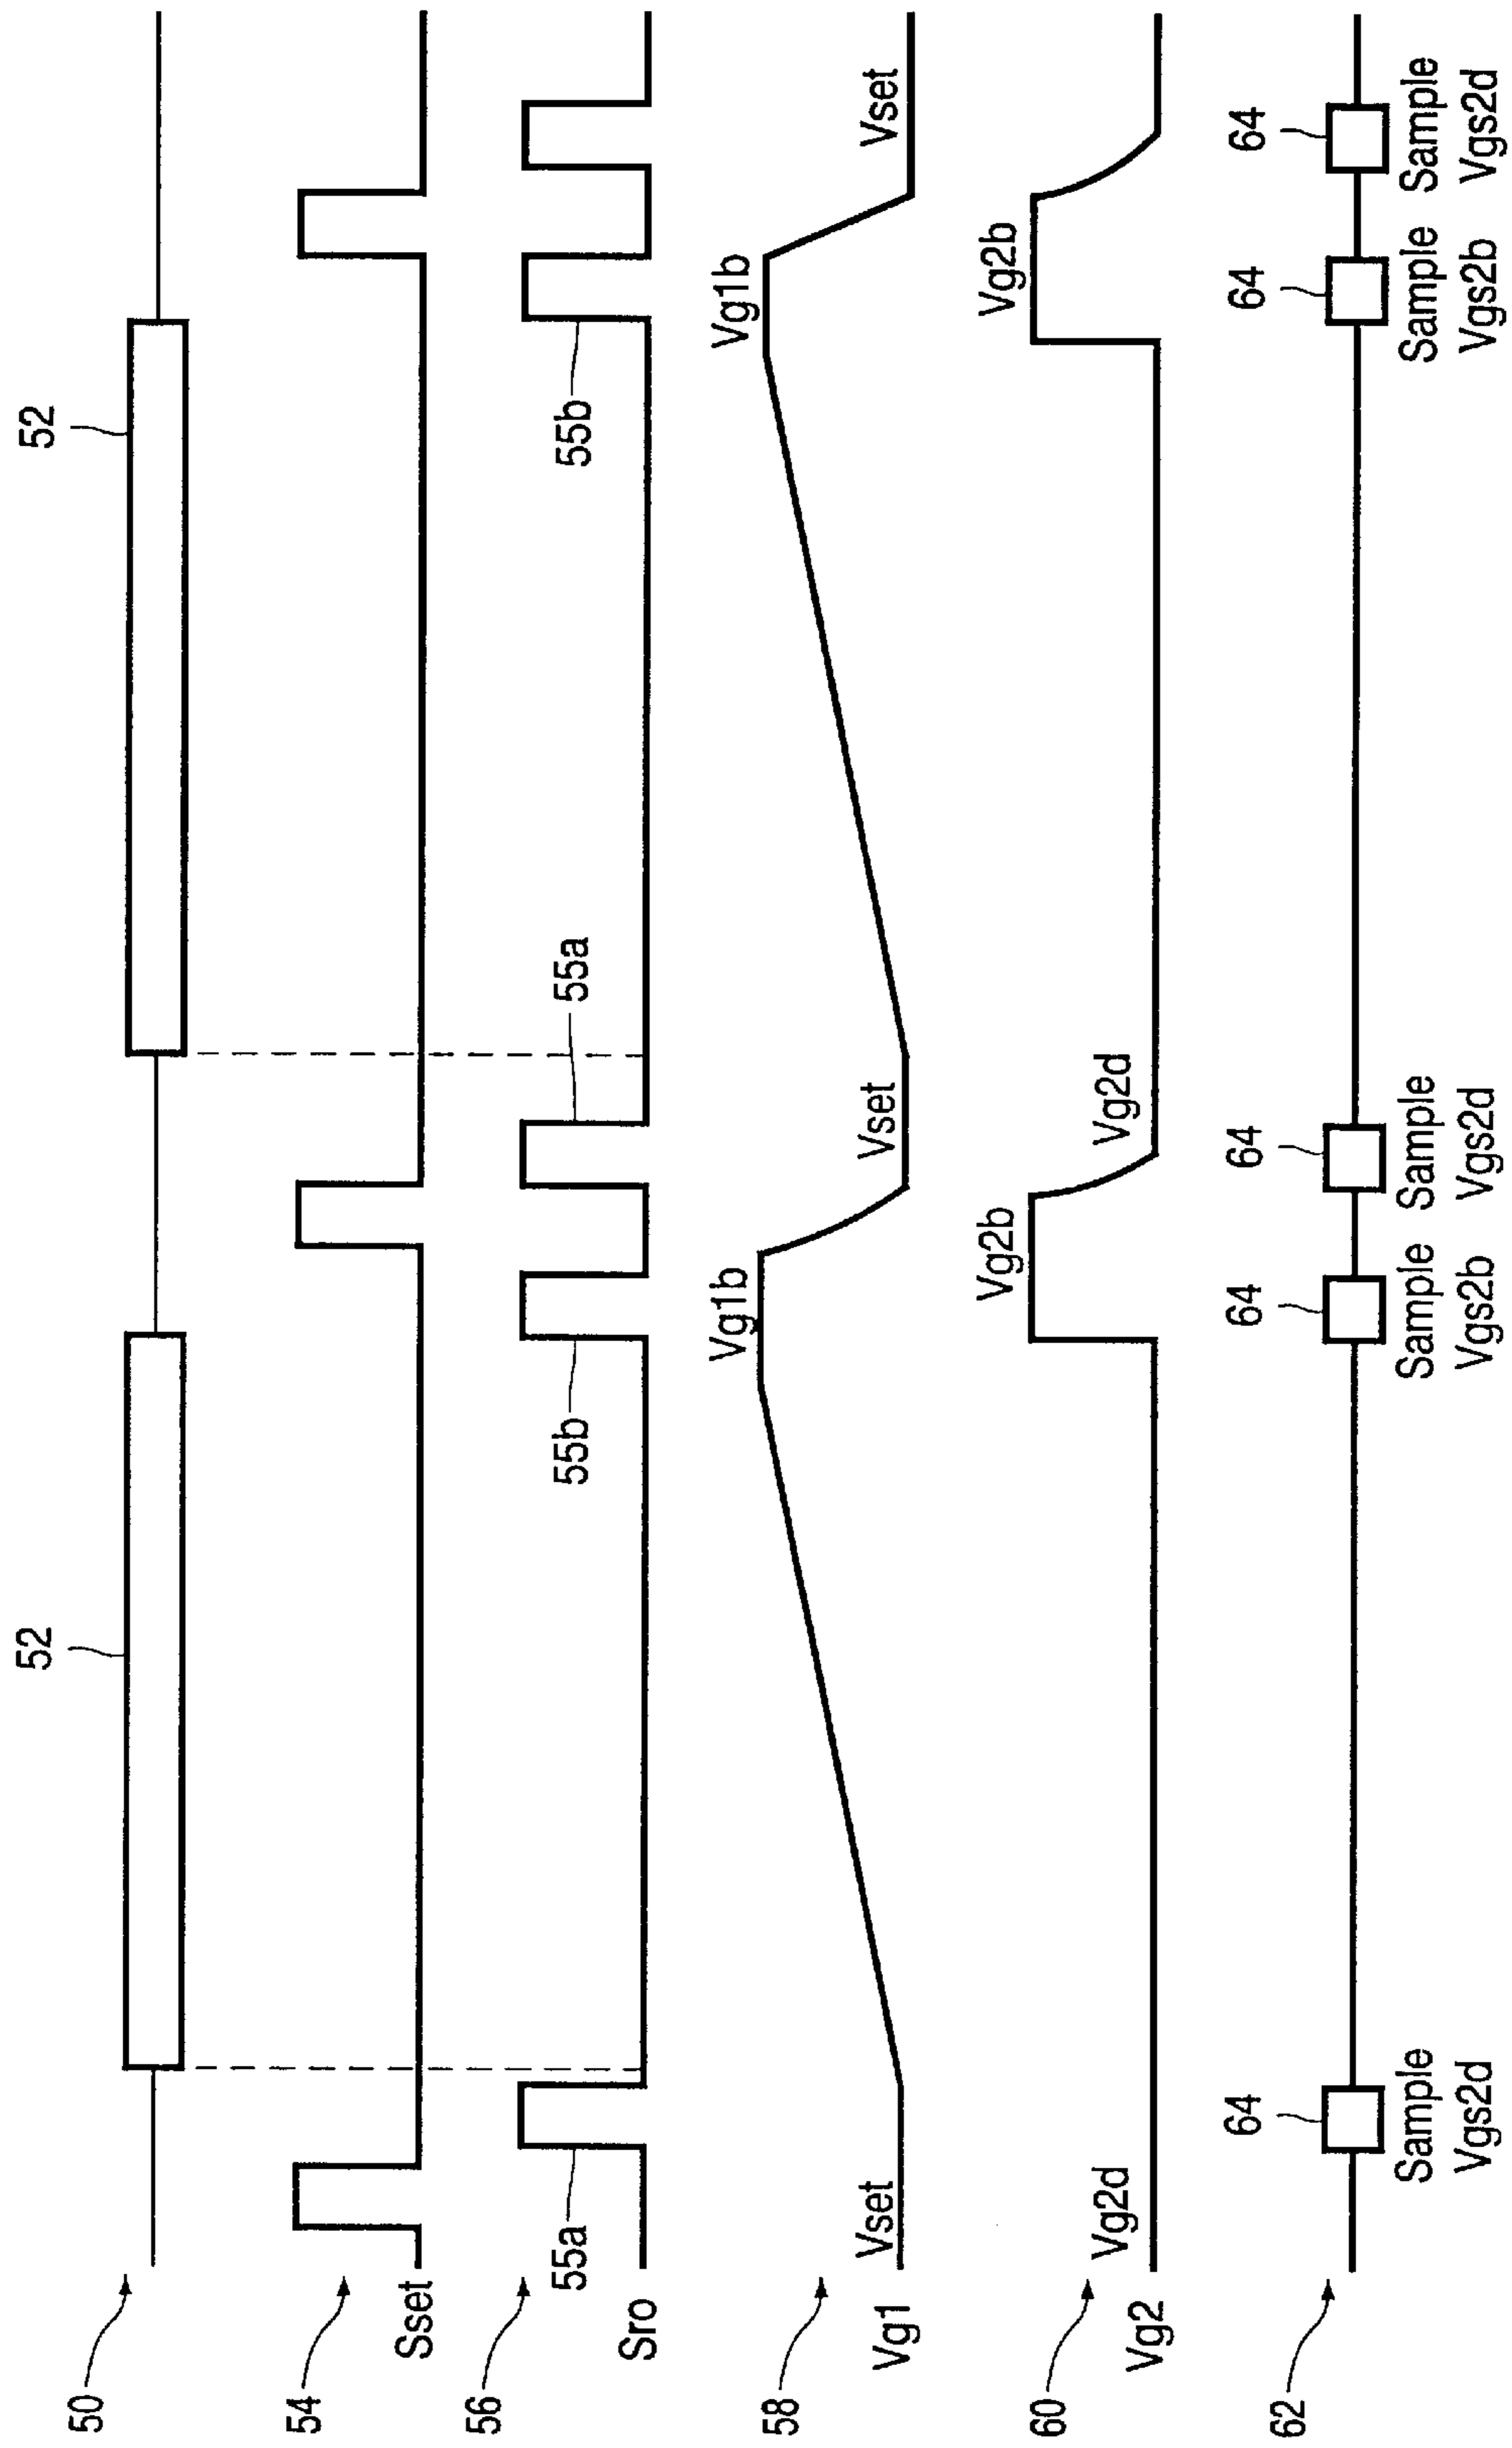 50
52
52
54
Sset
56
Sro
55a
55b
55a
55b
58
Vg1
Vset
Vg1b
Vset
Vg1b
Vset
60
Vg2
Vg2d
Vg2b
Vg2d
Vg2b
62
64
Sample
Vgs2d
64
Sample
Vgs2b
64
Sample
Vgs2d
64
Sample
Vgs2b
64
Sample
Vgs2d